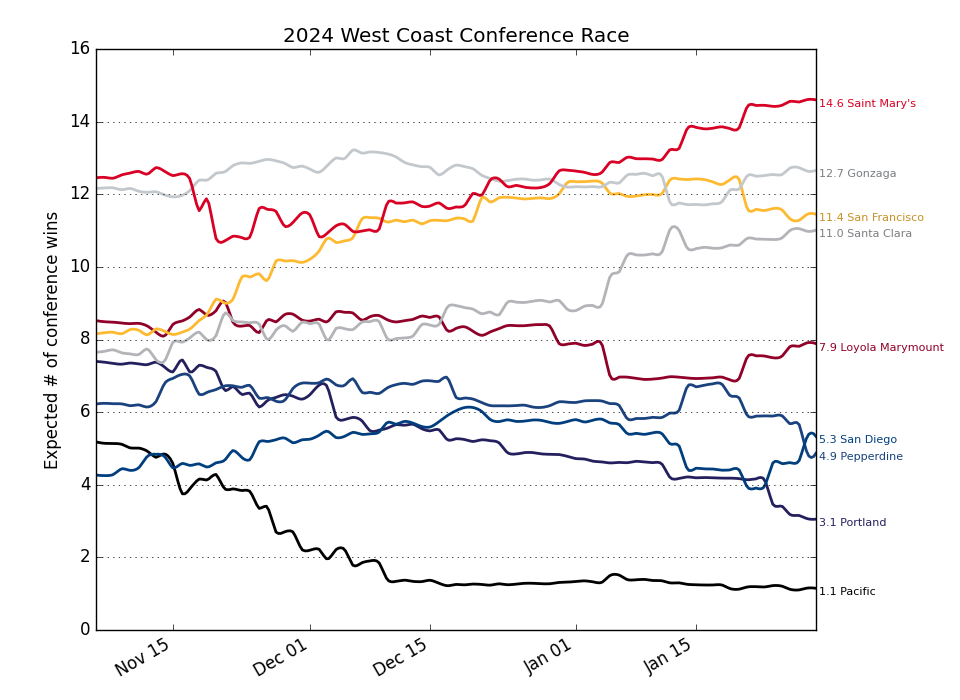 2024 West Coast Conference Race
Expected # of conference wins
16
14
12
10
8
6
4
2
0
14.6 Saint Mary's
12.7 Gonzaga
11.4 San Francisco
11.0 Santa Clara
7.9 Loyola Marymount
5.3 San Diego
4.9 Pepperdine
3.1 Portland
1.1 Pacific
Nov 15
Dec 01
Dec 15
Jan 01
Jan 15